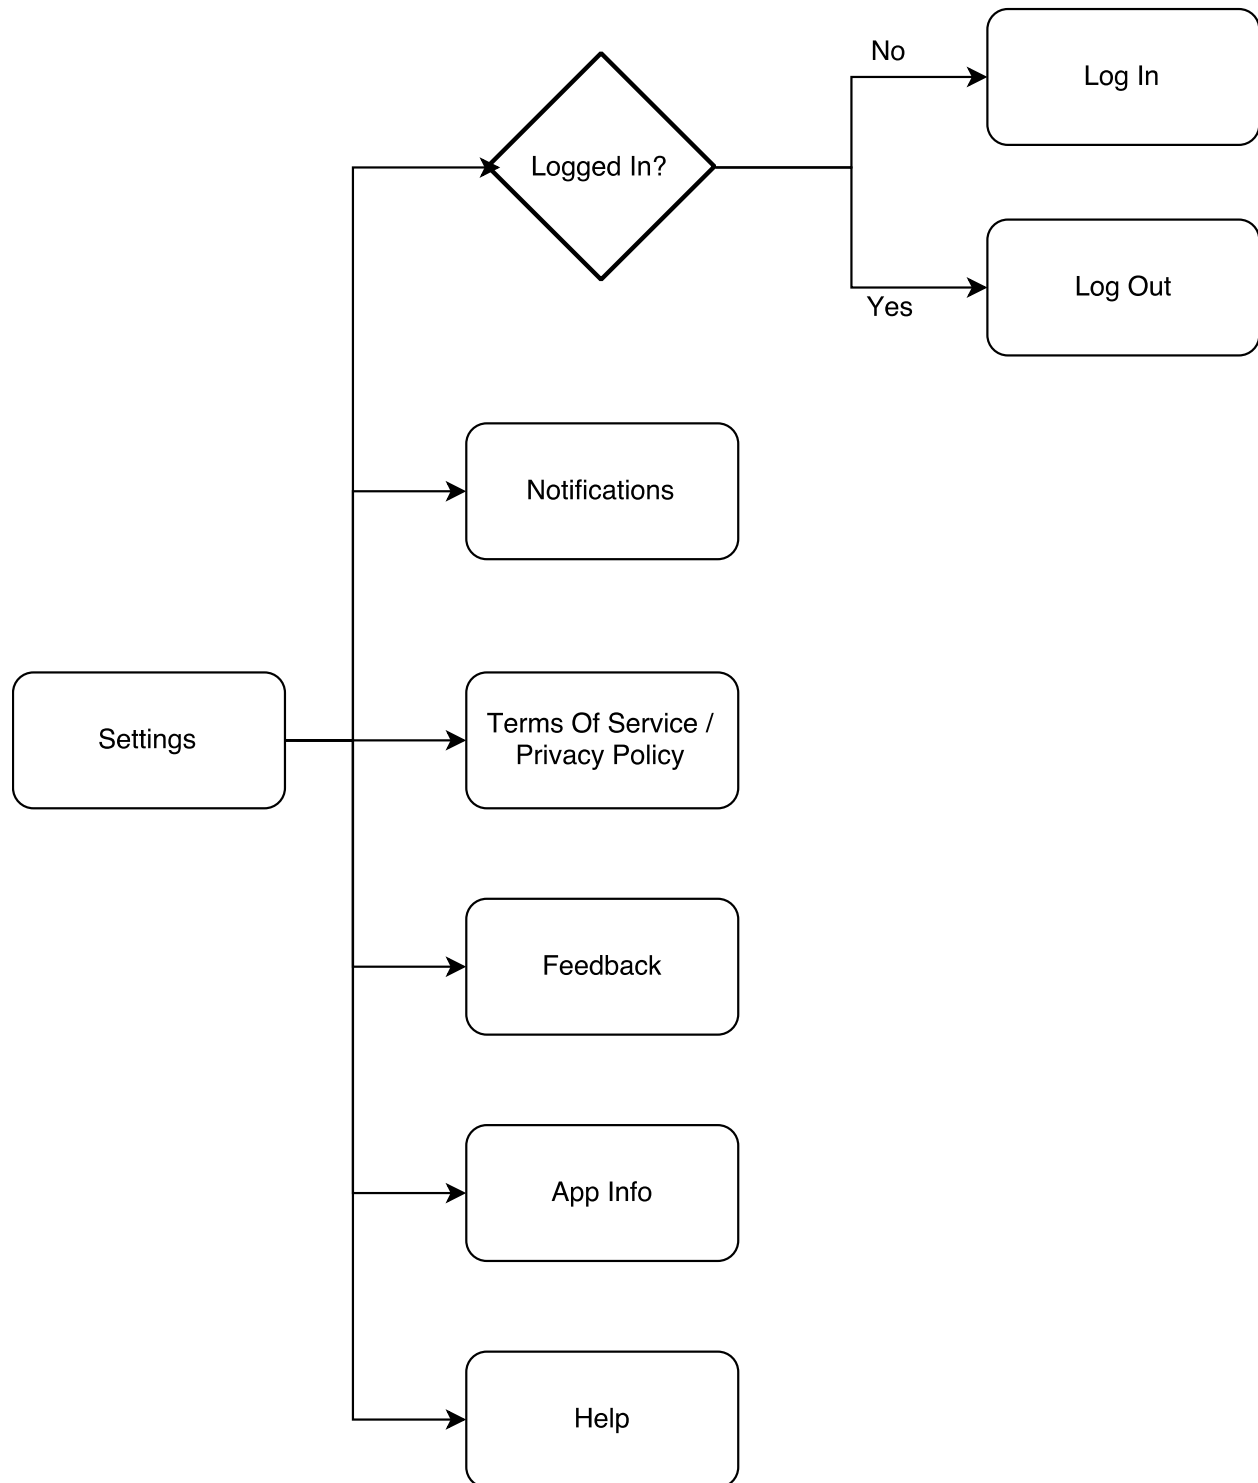 No
Log In
Logged In?
Log Out
Yes
Notifications
Settings
Terms Of Service /
Privacy Policy
Feedback
App Info
Help